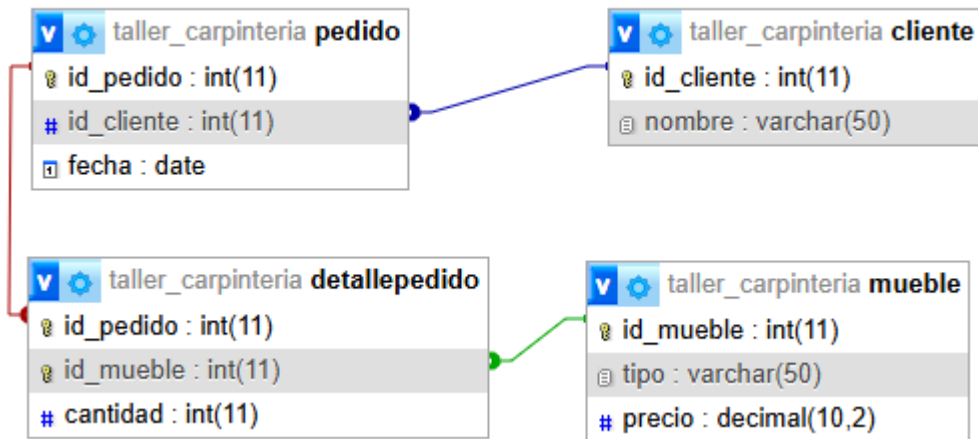 v taller_carpinteria pedido
id_pedido : int(11)
# id_cliente : int(11)
fecha : date
v taller_carpinteria cliente
id_cliente : int(11)
nombre : varchar(50)
v taller_carpinteria detallepedido
id_pedido : int(11)
id_mueble : int(11)
# cantidad : int(11)
v taller_carpinteria mueble
id_mueble : int(11)
tipo : varchar(50)
# precio : decimal(10,2)